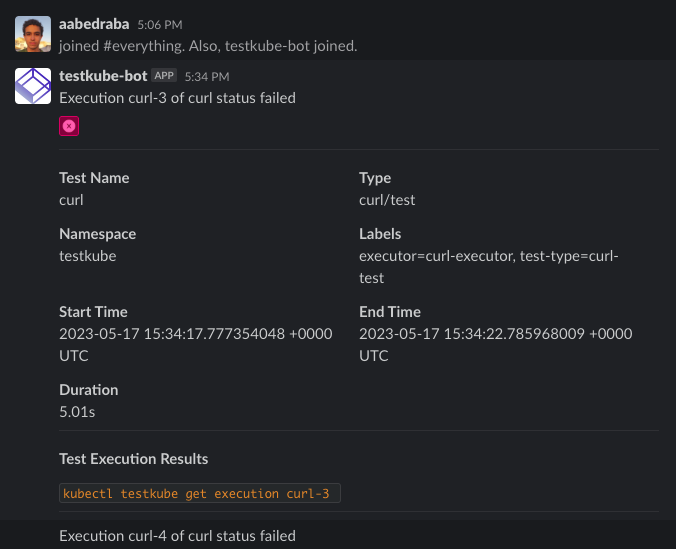 aabedraba 5:06 PM
joined #everything. Also, testkube-bot joined.
testkube-bot APP 5:34 PM
Execution curl-3 of curl status failed
Test Name
curl
Type
curl/test
Namespace
testkube
Labels
executor=curl-executor, test-type=curl-
test
Start Time
2023-05-17 15:34:17.777354048 +0000
UTC
End Time
2023-05-17 15:34:22.785968009 +0000
UTC
Duration
5.01s
Test Execution Results
kubectl testkube get execution curl-3
Execution curl-4 of curl status failed